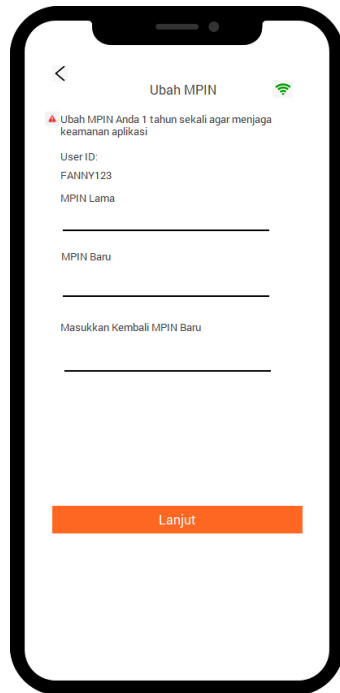 Ubah MPIN
Ubah MPIN Anda 1 tahun sekali agar menjaga
keamanan aplikasi
User ID:
FANNY123
MPIN Lama
MPIN Baru
Masukkan Kembali MPIN Baru
Lanjut